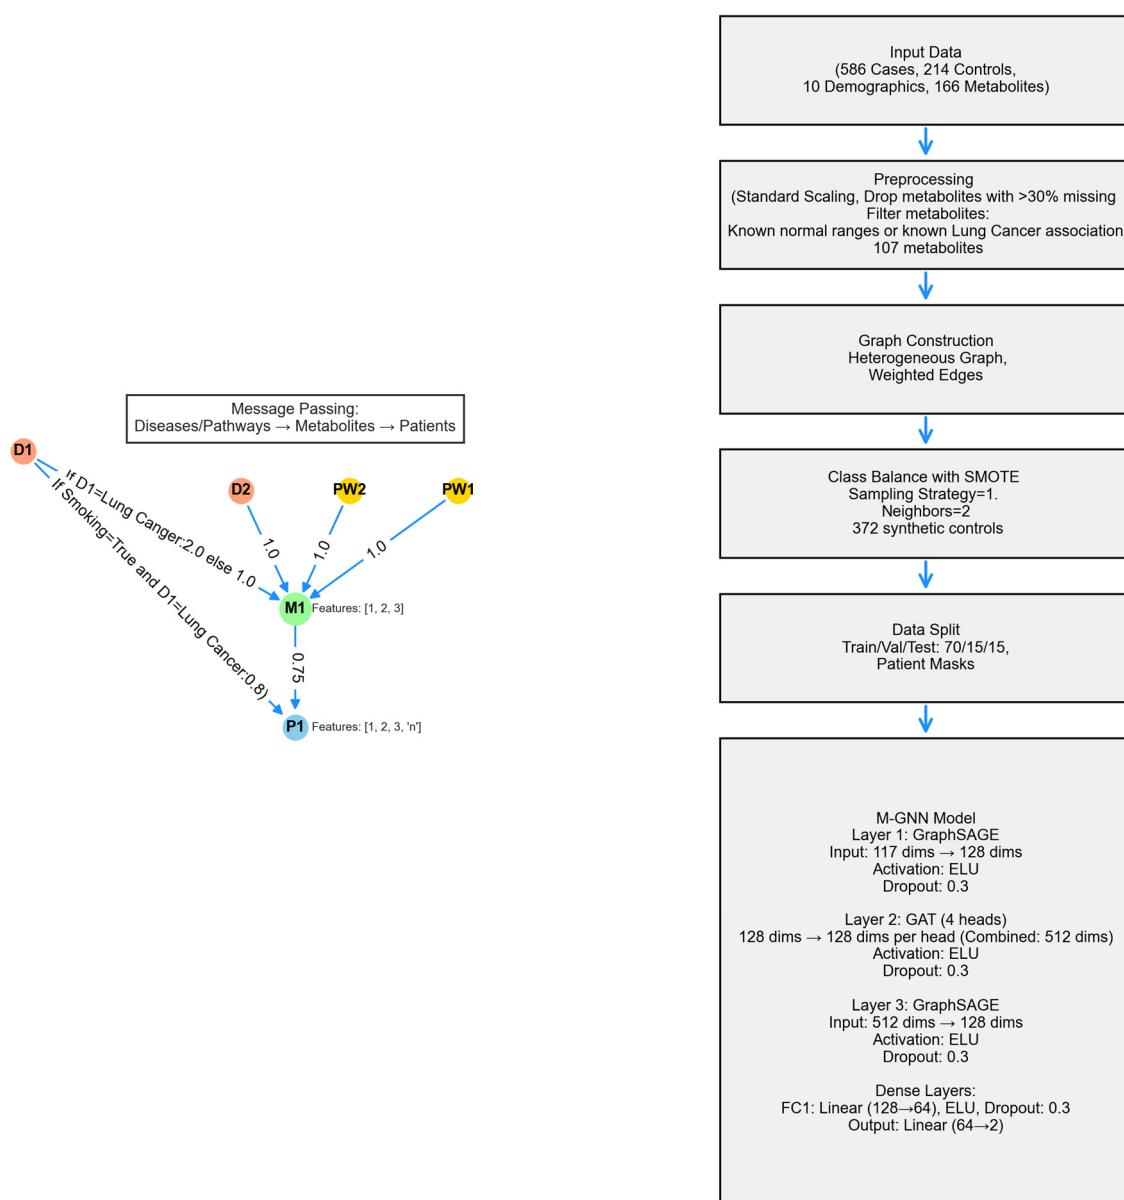 Message Passing:
Diseases/Pathways → Metabolites → Patients
D1
D2
PW2
PW1
If D1=Lung Canger:2.0 else 1.0
If Smoking=True and D1=Lung Cancer:0.8)
1.0
1.0
1.0
M1
Features: [1, 2, 3]
0.75
P1
Features: [1, 2, 3, 'n']
Input Data
(586 Cases, 214 Controls,
10 Demographics, 166 Metabolites)
Preprocessing
(Standard Scaling, Drop metabolites with >30% missing
Filter metabolites:
Known normal ranges or known Lung Cancer association
107 metabolites
Graph Construction
Heterogeneous Graph,
Weighted Edges
Class Balance with SMOTE
Sampling Strategy=1.
Neighbors=2
372 synthetic controls
Data Split
Train/Val/Test: 70/15/15,
Patient Masks
M-GNN Model
Layer 1: GraphSAGE
Input: 117 dims → 128 dims
Activation: ELU
Dropout: 0.3
Layer 2: GAT (4 heads)
128 dims → 128 dims per head (Combined: 512 dims)
Activation: ELU
Dropout: 0.3
Layer 3: GraphSAGE
Input: 512 dims → 128 dims
Activation: ELU
Dropout: 0.3
Dense Layers:
FC1: Linear (128→64), ELU, Dropout: 0.3
Output: Linear (64→2)